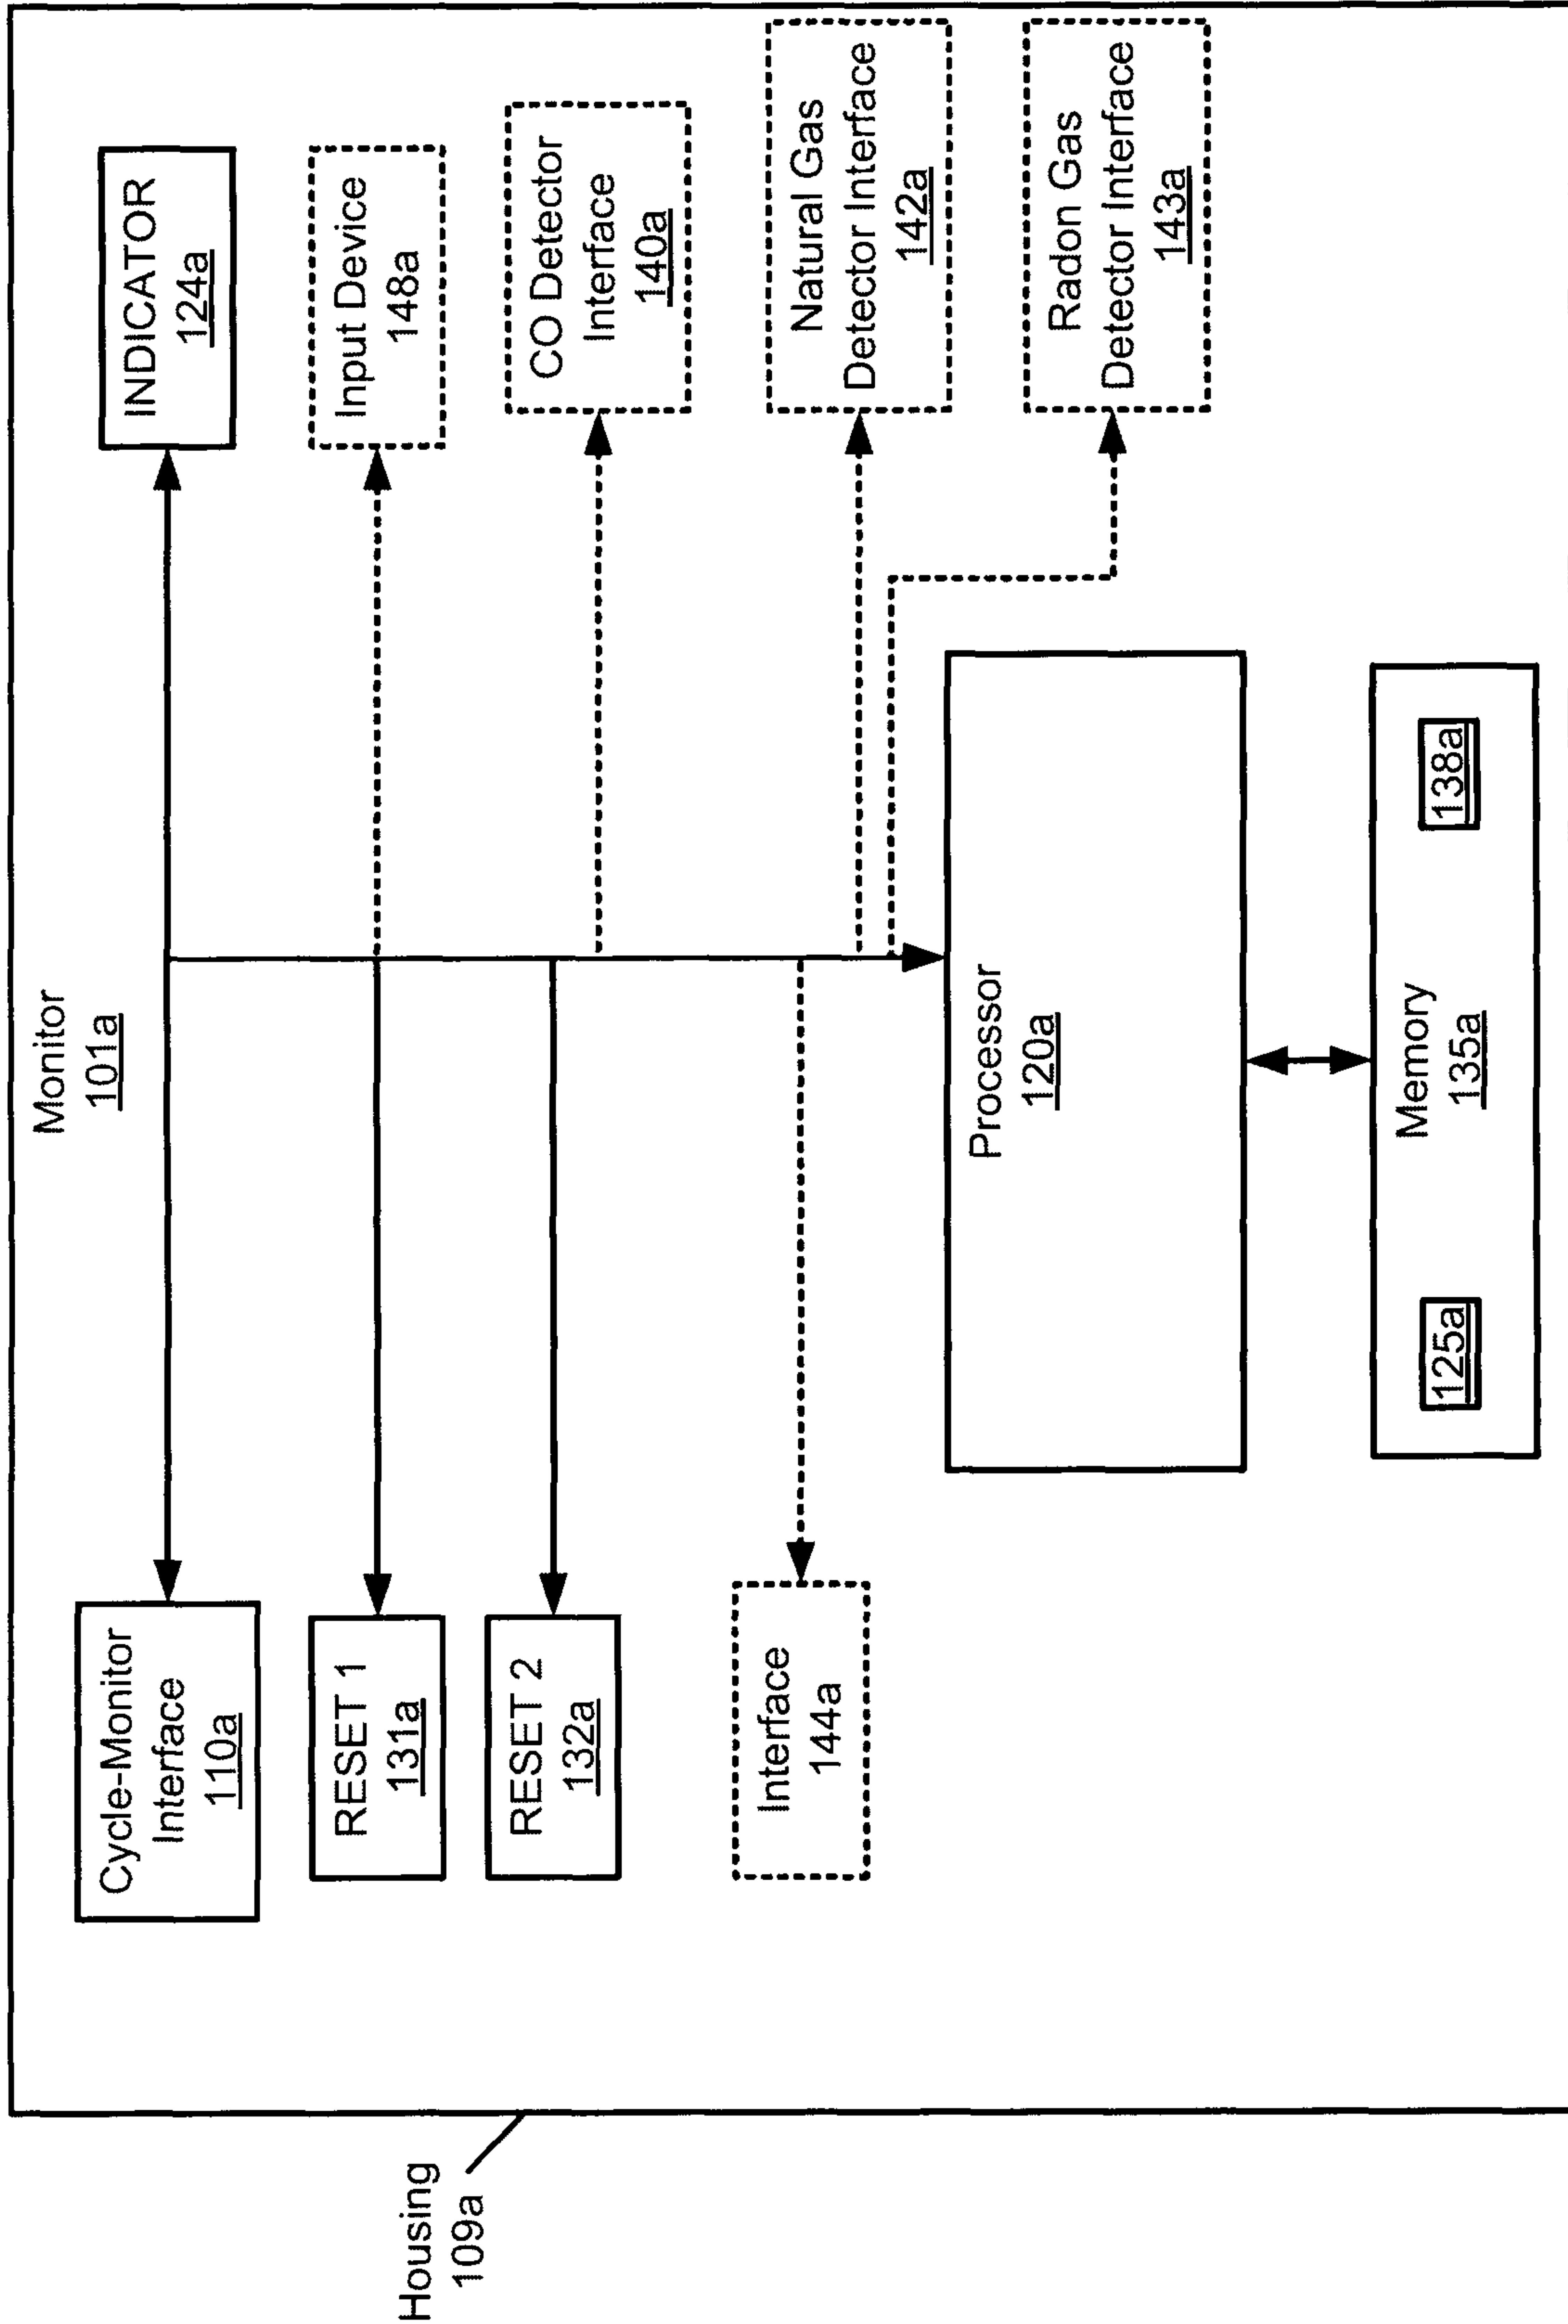 Monitor
101a
Cycle-Monitor
Interface
110a
INDICATOR
124a
RESET 1
131a
Input Device
148a
RESET 2
132a
CO Detector
Interface
140a
Interface
144a
Natural Gas
Detector Interface
142a
Radon Gas
Detector Interface
143a
Processor
120a
Memory
135a
125a
138a
Housing
109a